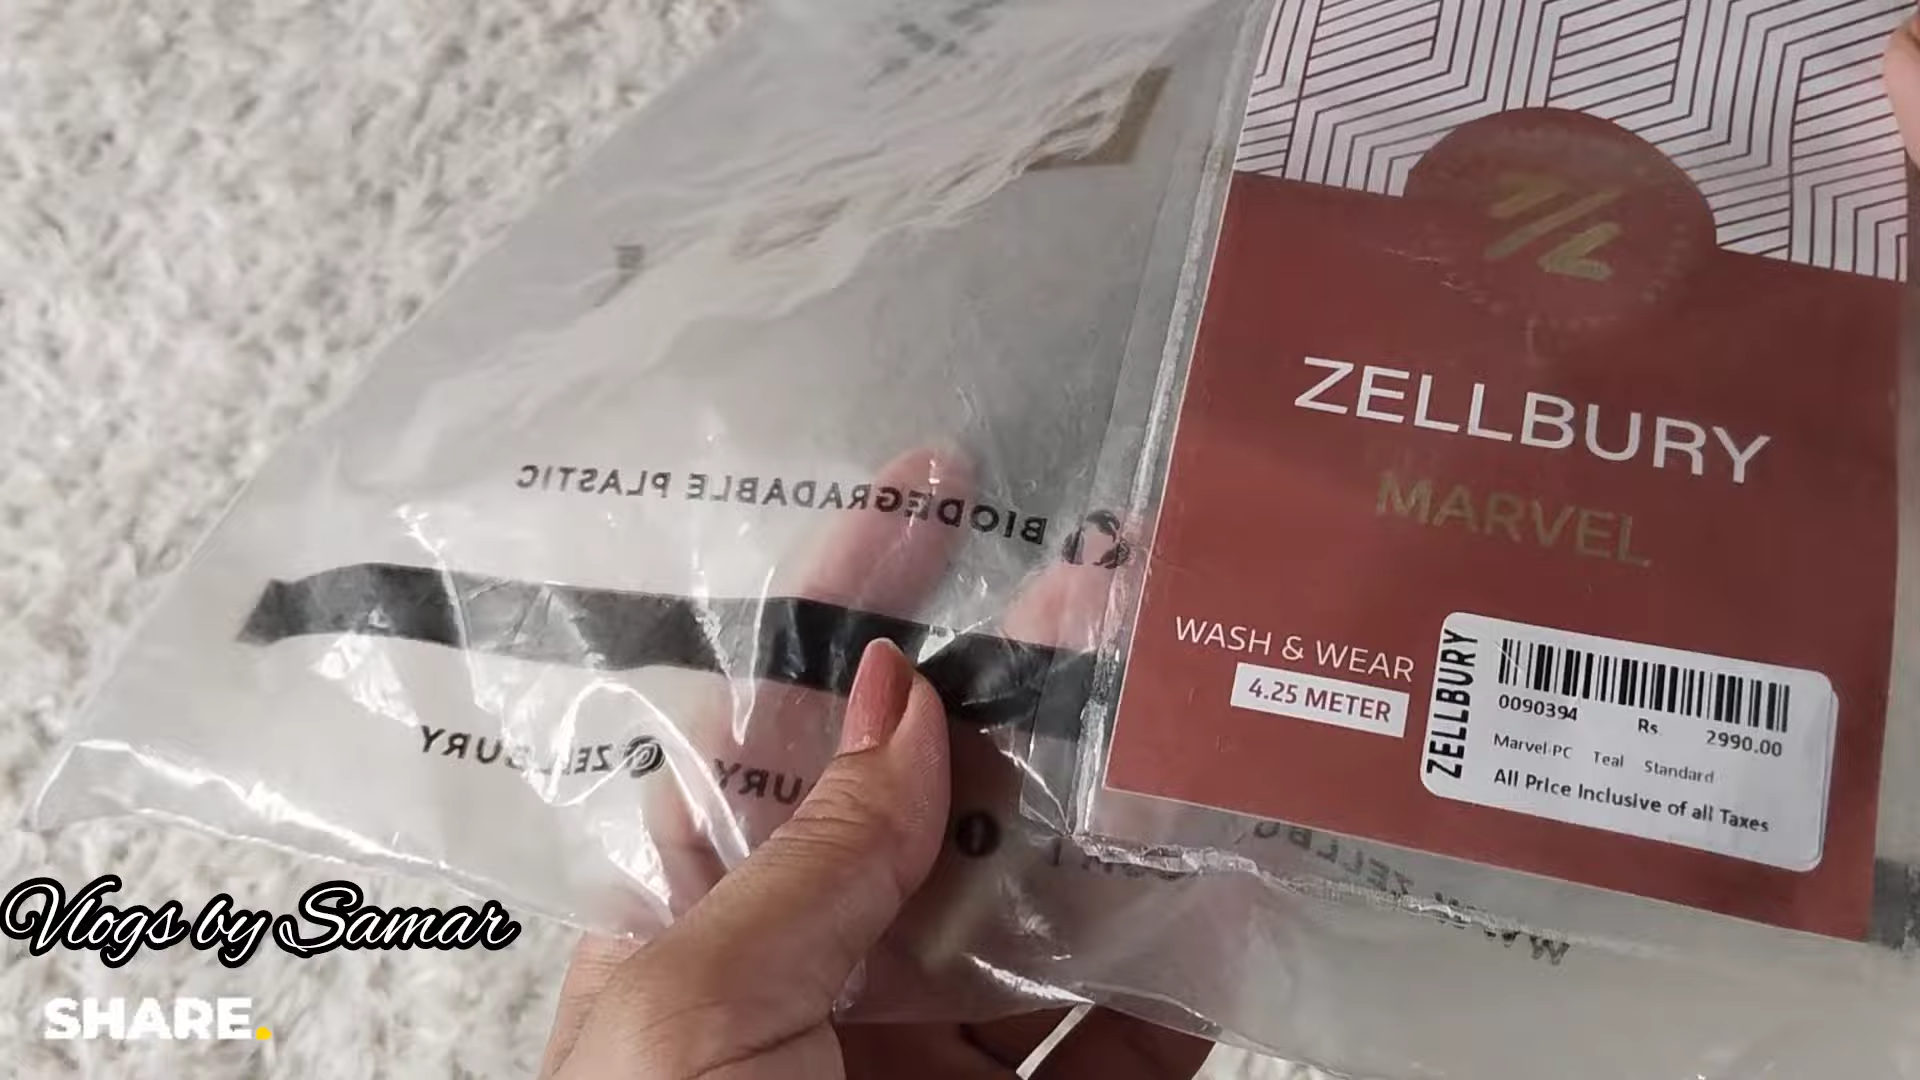 ZELLBURY
MARVEL
WASH & WEAR
4.25 METER
ZELLBURY
0090394 Rs 2990.00
Marvel-PC Teal Standard
All Price Inclusive of all Taxes
BIODEGRADABLE PLASTIC
ZELLBURY
Vlogs by Samar
SHARE.